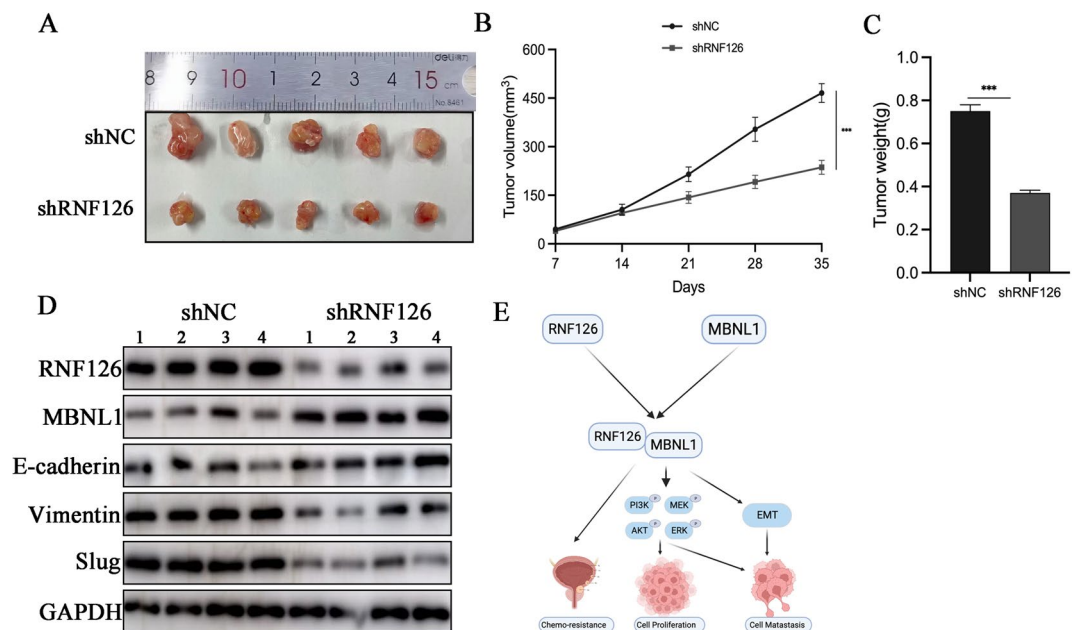 A
8 9 10 1 2 3 4 15 cm
deli
No.8461
shNC
shRNF126
B
shNC
shRNF126
Tumor volume(mm³)
600
450
300
150
0
7 14 21 28 35
Days
***
C
Tumor weight(g)
1.0
0.8
0.6
0.4
0.2
0.0
***
shNC shRNF126
D
shNC shRNF126
1 2 3 4 1 2 3 4
RNF126
MBNL1
E-cadherin
Vimentin
Slug
GAPDH
E
RNF126 MBNL1
RNF126 MBNL1
PI3K P MEK P
AKT P ERK P
EMT
Chemo-resistance Cell Proliferation Cell Matastasis